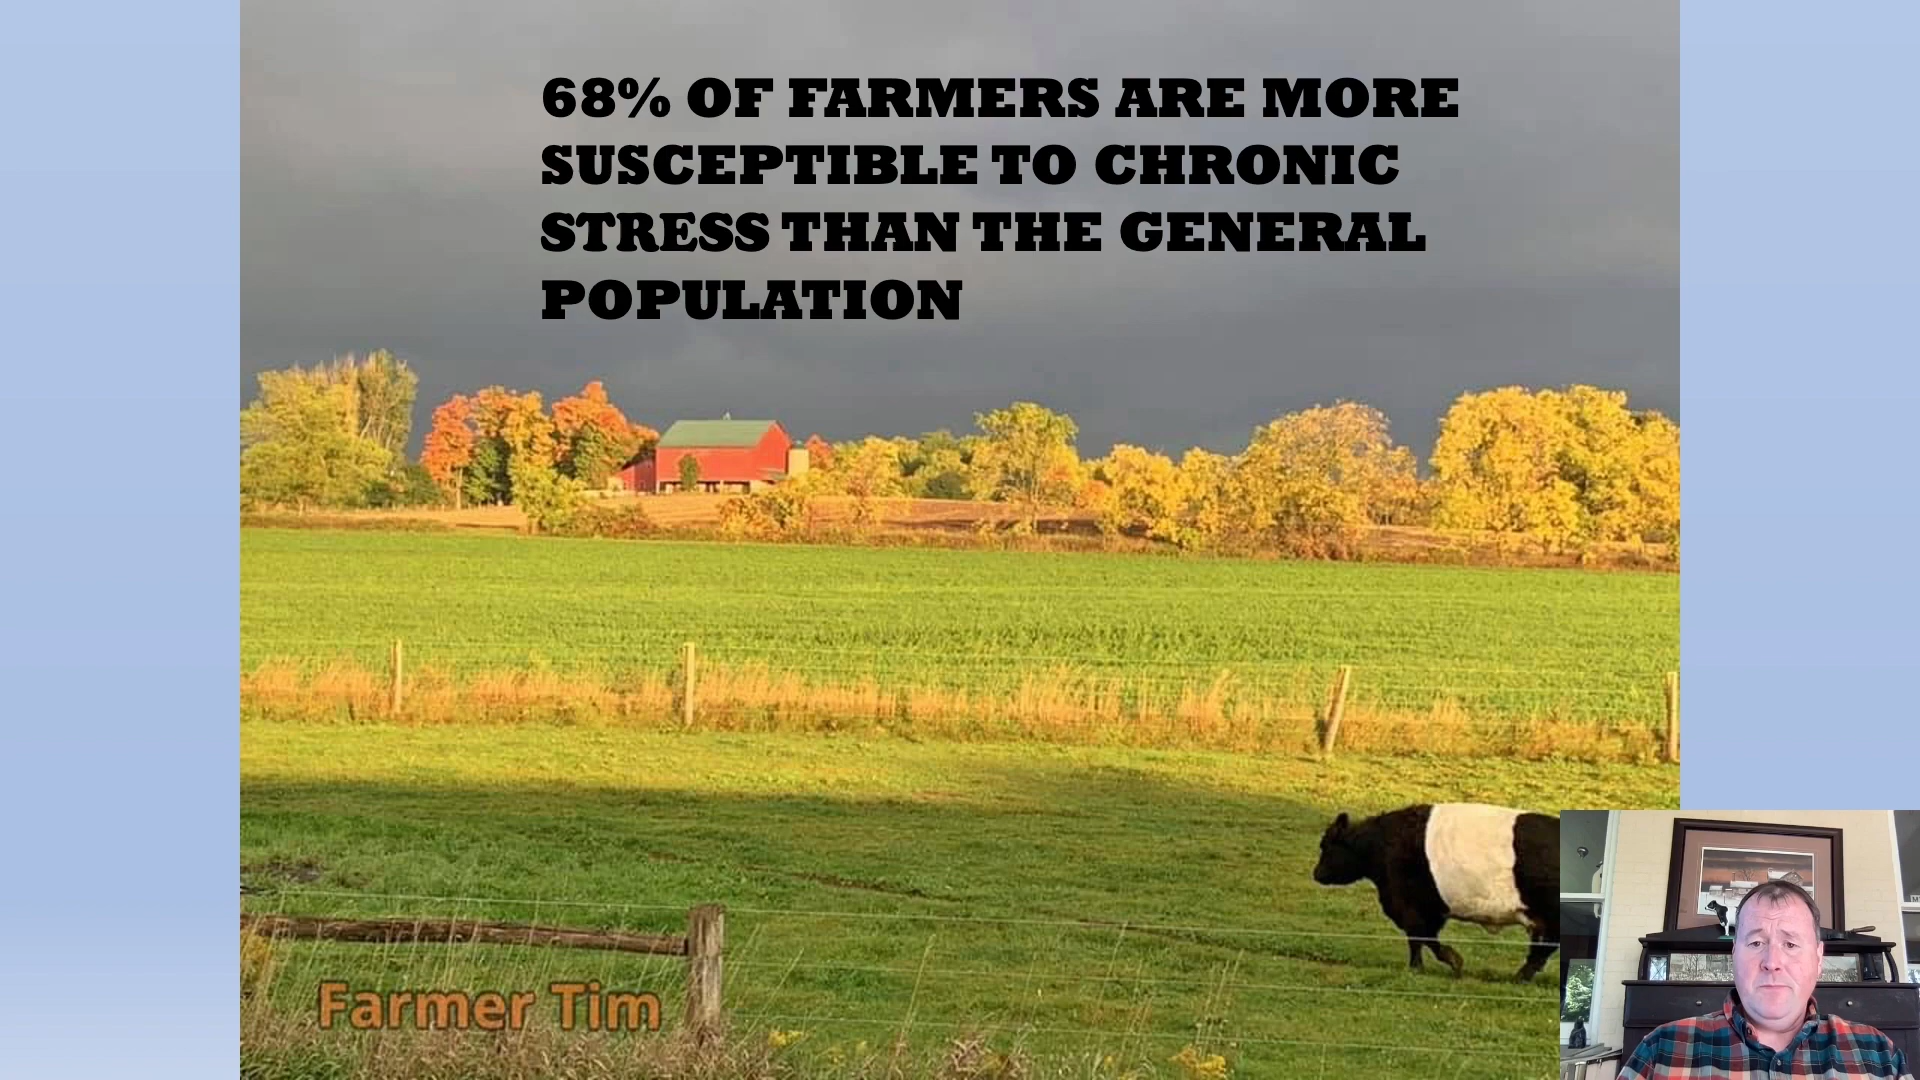 68% OF FARMERS ARE MORE
SUSCEPTIBLE TO CHRONIC
STRESS THAN THE GENERAL
POPULATION
Farmer Tim